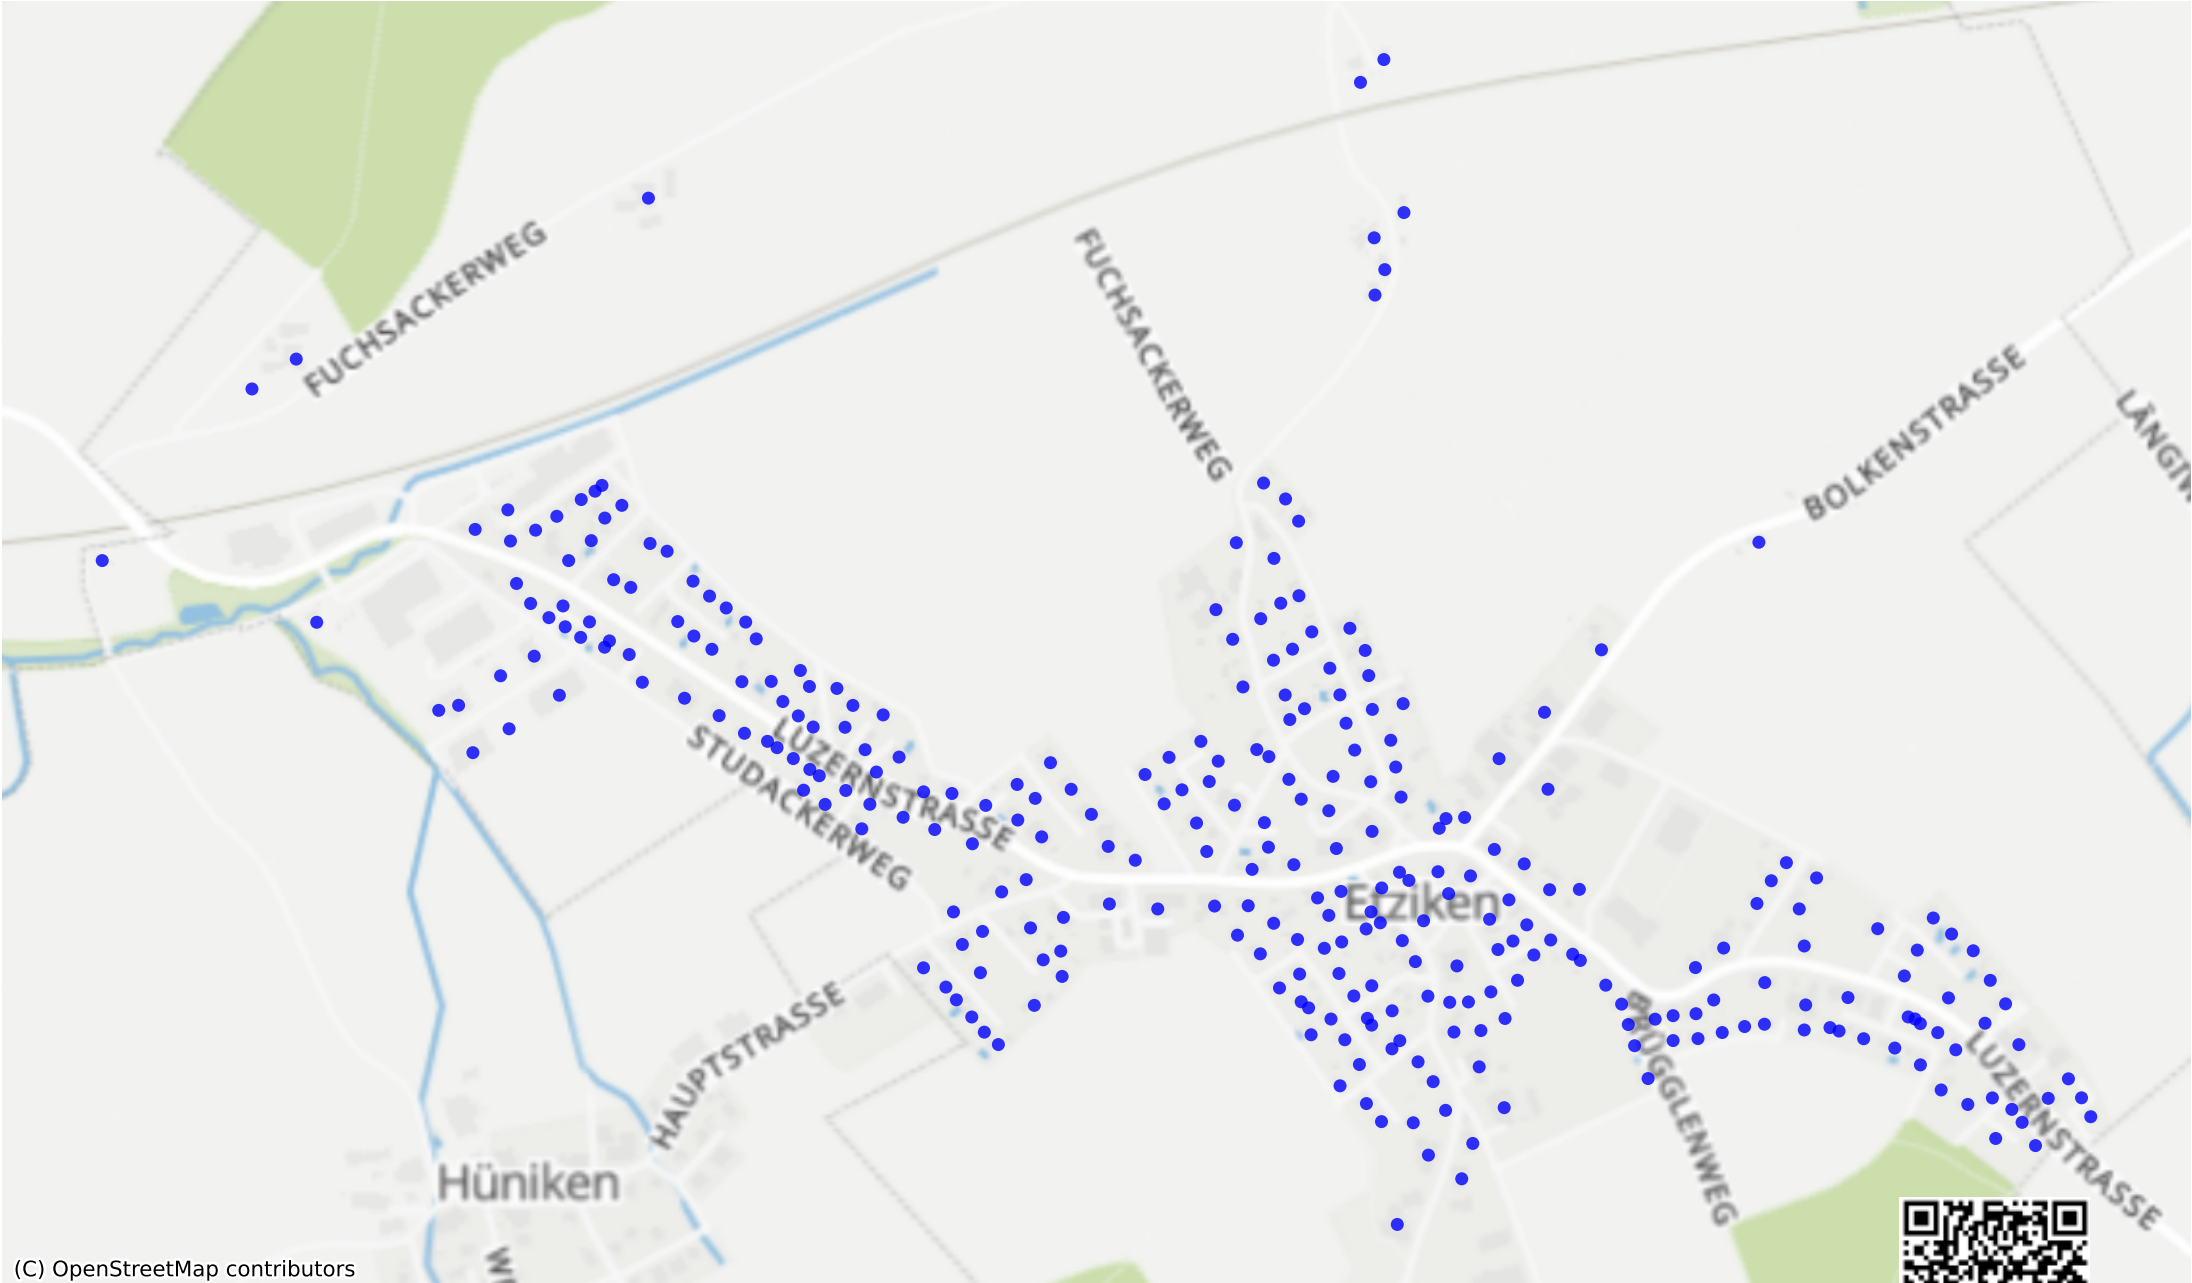 FUCHSACKERWEG
FUCHSACKERWEG
BOLKENSTRASSE
LUZERNSTRASSE
STUDACKERWEG
Etziken
HAUPTSTRASSE
BRÜGGLENWEG
LUZERNSTRASSE
Hüniken
(C) OpenStreetMap contributors